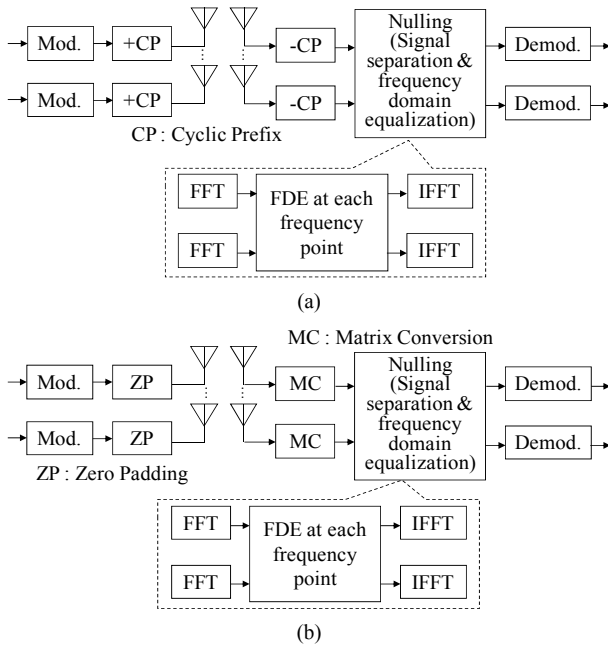 Mod.
+CP
-CP
Nulling
(Signal
separation &
frequency
domain
equalization)
Demod.
Mod.
+CP
-CP
Demod.
CP : Cyclic Prefix
FFT
FDE at each
frequency
point
IFFT
FFT
IFFT
(a)
MC : Matrix Conversion
Mod.
ZP
MC
Nulling
(Signal
separation &
frequency
domain
equalization)
Demod.
Mod.
ZP
MC
Demod.
ZP : Zero Padding
FFT
FDE at each
frequency
point
IFFT
FFT
IFFT
(b)